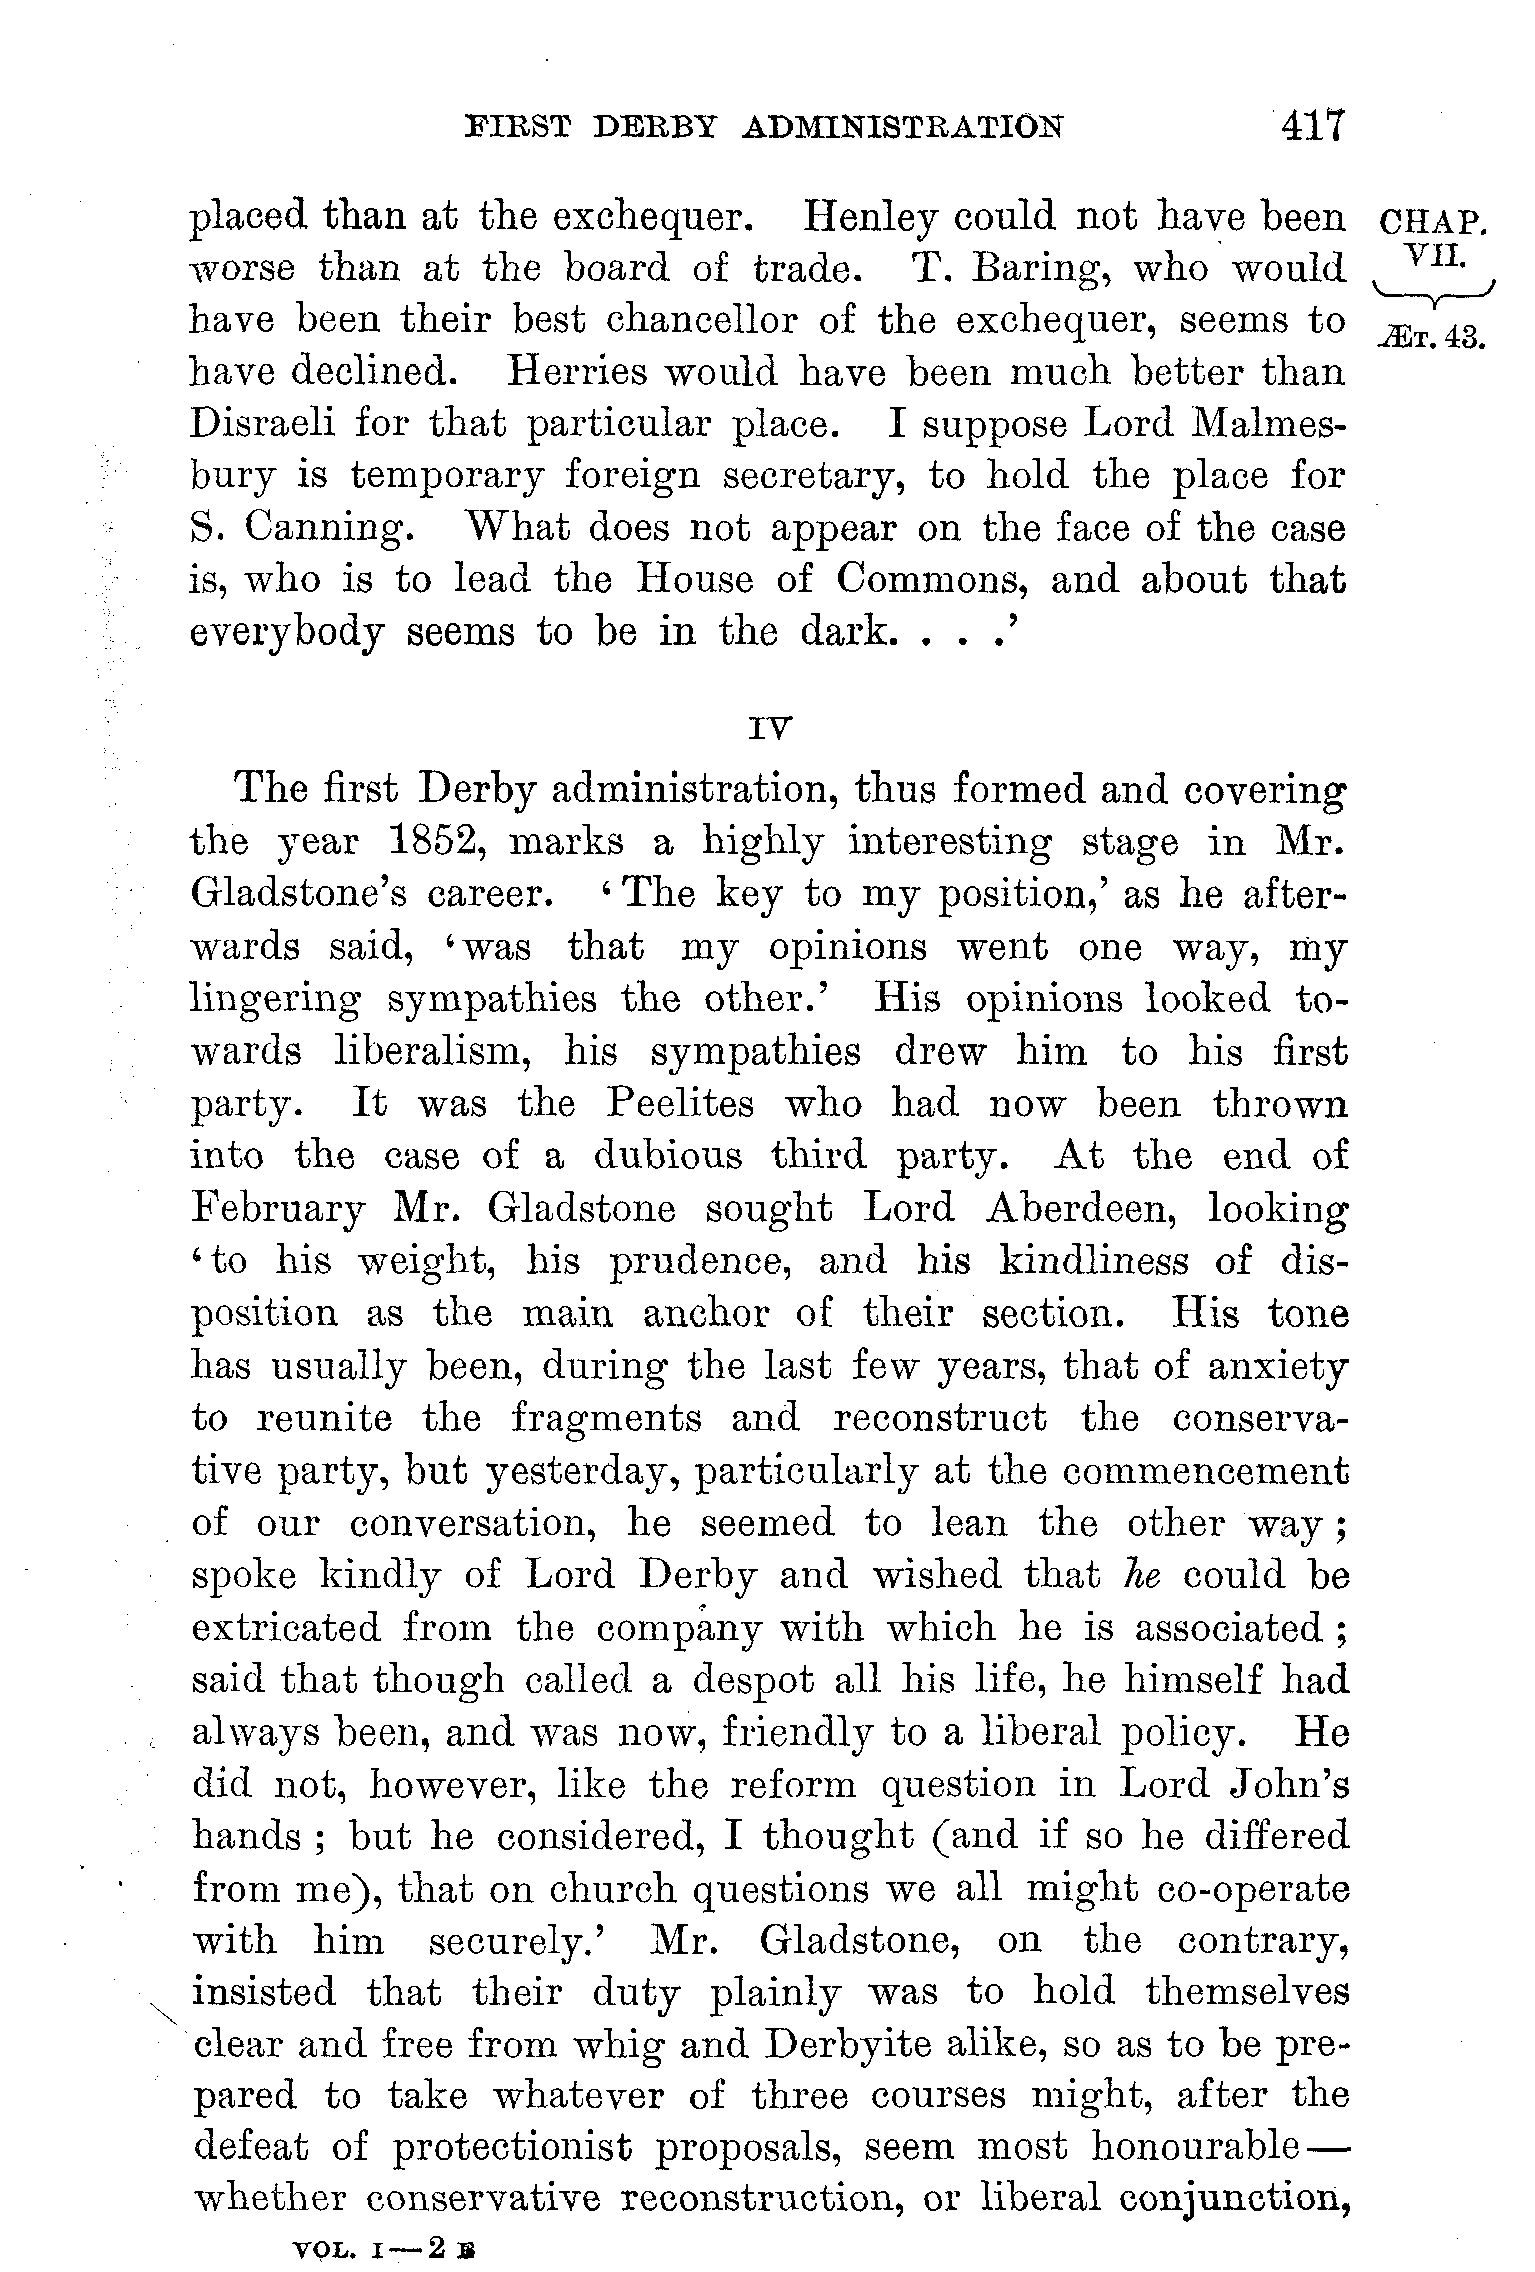 FIRST DERBY ADMINISTRATION 417
placed than at the exchequer. Henley could not have been
worse than at the board of trade. T. Baring, who would
have been their best chancellor of the exchequer, seems to
have declined. Herries would have been much better than
Disraeli for that particular place. I suppose Lord Malmes-
bury is temporary foreign secretary, to hold the place for
S. Canning. What does not appear on the face of the case
is, who is to lead the House of Commons, and about that
everybody seems to be in the dark. . . .’
CHAP.
VII.
ÆT. 43.
IV
The first Derby administration, thus formed and covering
the year 1852, marks a highly interesting stage in Mr.
Gladstone’s career. ‘The key to my position,’ as he after-
wards said, ‘was that my opinions went one way, my
lingering sympathies the other.’ His opinions looked to-
wards liberalism, his sympathies drew him to his first
party. It was the Peelites who had now been thrown
into the case of a dubious third party. At the end of
February Mr. Gladstone sought Lord Aberdeen, looking
‘to his weight, his prudence, and his kindliness of dis-
position as the main anchor of their section. His tone
has usually been, during the last few years, that of anxiety
to reunite the fragments and reconstruct the conserva-
tive party, but yesterday, particularly at the commencement
of our conversation, he seemed to lean the other way ;
spoke kindly of Lord Derby and wished that he could be
extricated from the company with which he is associated ;
said that though called a despot all his life, he himself had
always been, and was now, friendly to a liberal policy. He
did not, however, like the reform question in Lord John’s
hands ; but he considered, I thought (and if so he differed
from me), that on church questions we all might co-operate
with him securely.’ Mr. Gladstone, on the contrary,
insisted that their duty plainly was to hold themselves
clear and free from whig and Derbyite alike, so as to be pre-
pared to take whatever of three courses might, after the
defeat of protectionist proposals, seem most honourable—
whether conservative reconstruction, or liberal conjunction,
VOL. I—2 E